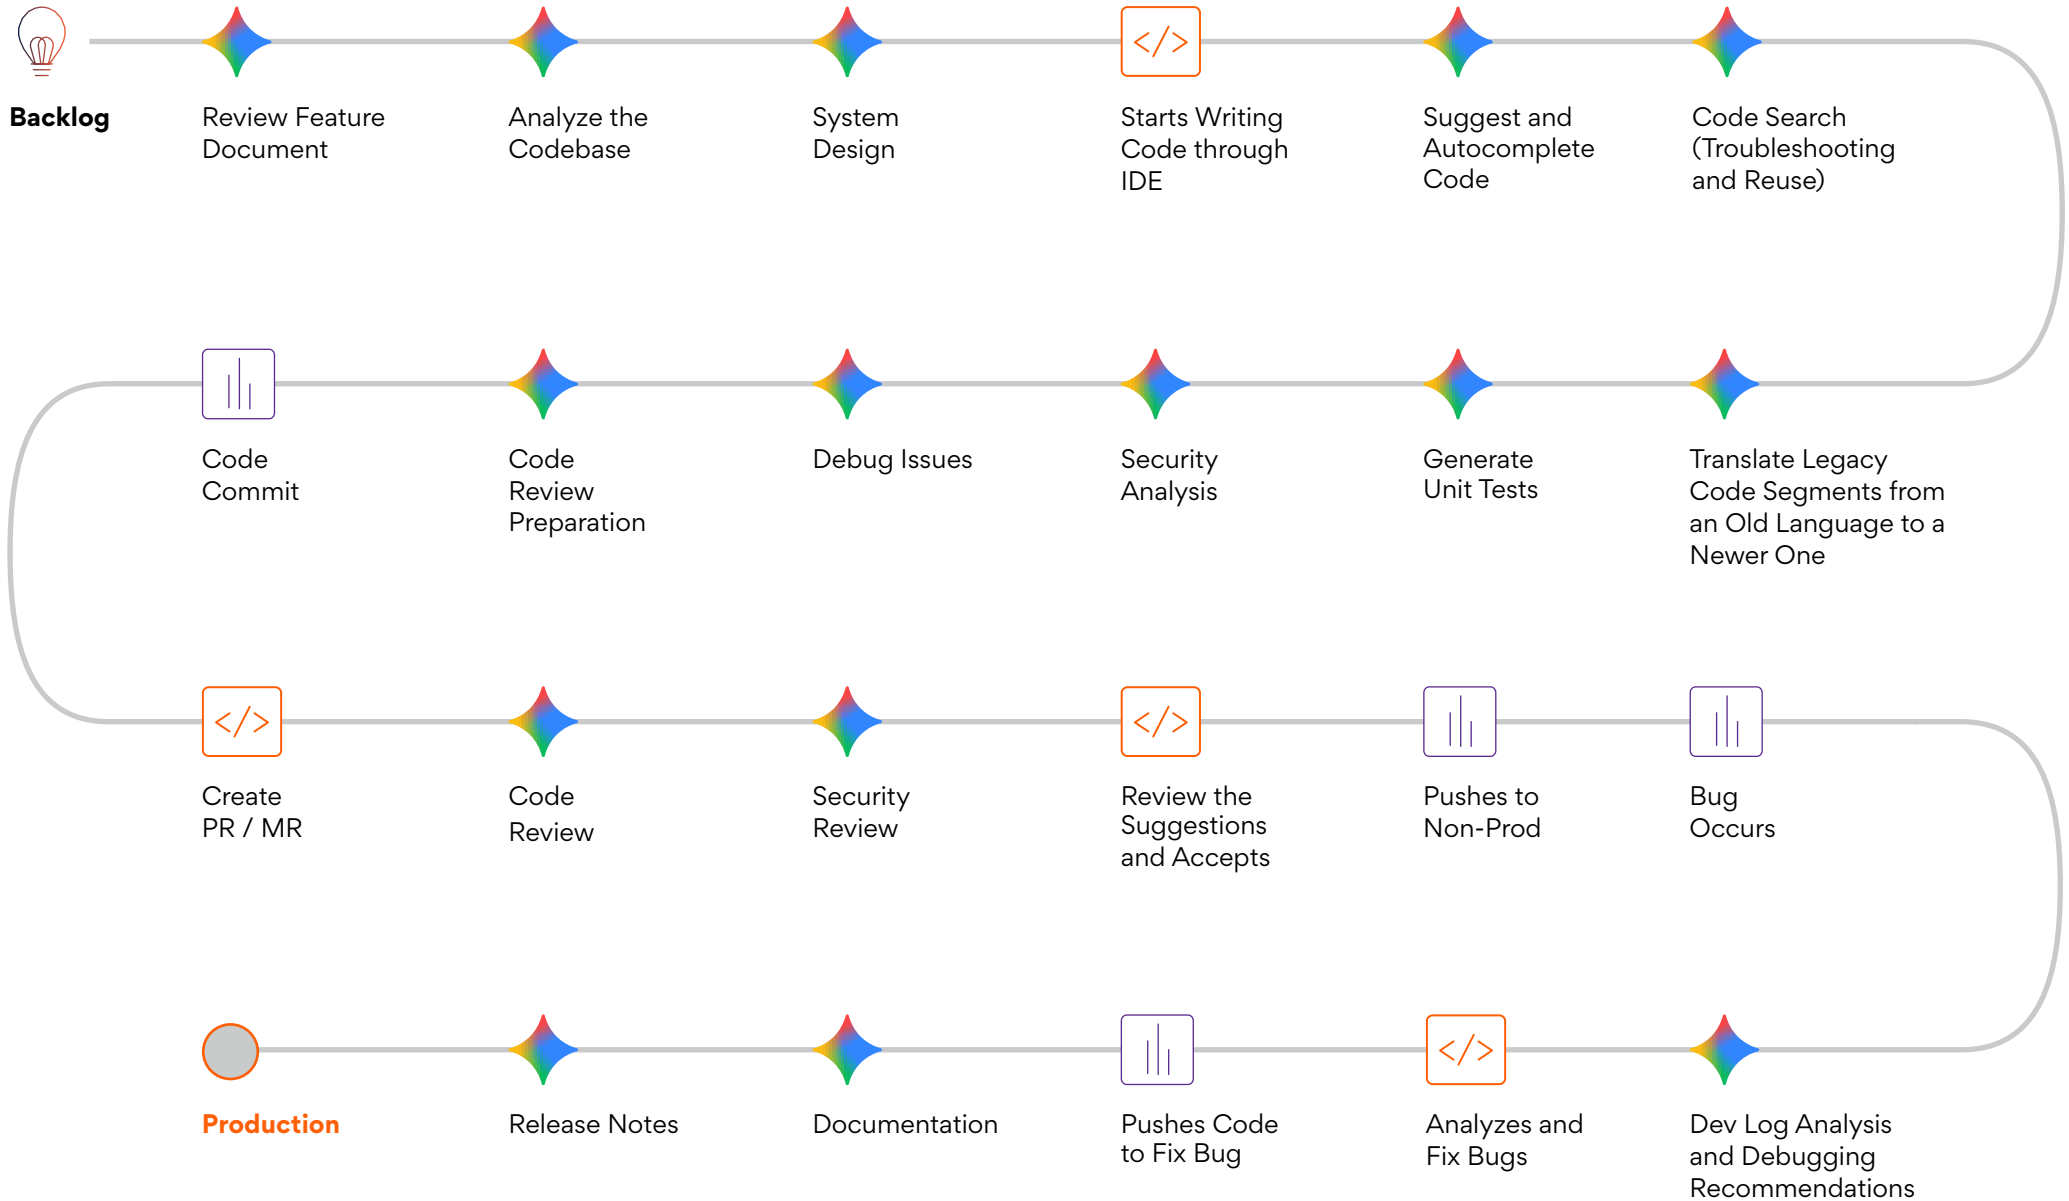 Backlog
Review Feature
Document
Analyze the
Codebase
System
Design
Starts Writing
Code through
IDE
Suggest and
Autocomplete
Code
Code Search
(Troubleshooting
and Reuse)
Code
Commit
Code
Review
Preparation
Debug Issues
Security
Analysis
Generate
Unit Tests
Translate Legacy
Code Segments from
an Old Language to a
Newer One
Create
PR / MR
Code
Review
Security
Review
Review the
Suggestions
and Accepts
Pushes to
Non-Prod
Bug
Occurs
Production
Release Notes
Documentation
Pushes Code
to Fix Bug
Analyzes and
Fix Bugs
Dev Log Analysis
and Debugging
Recommendations